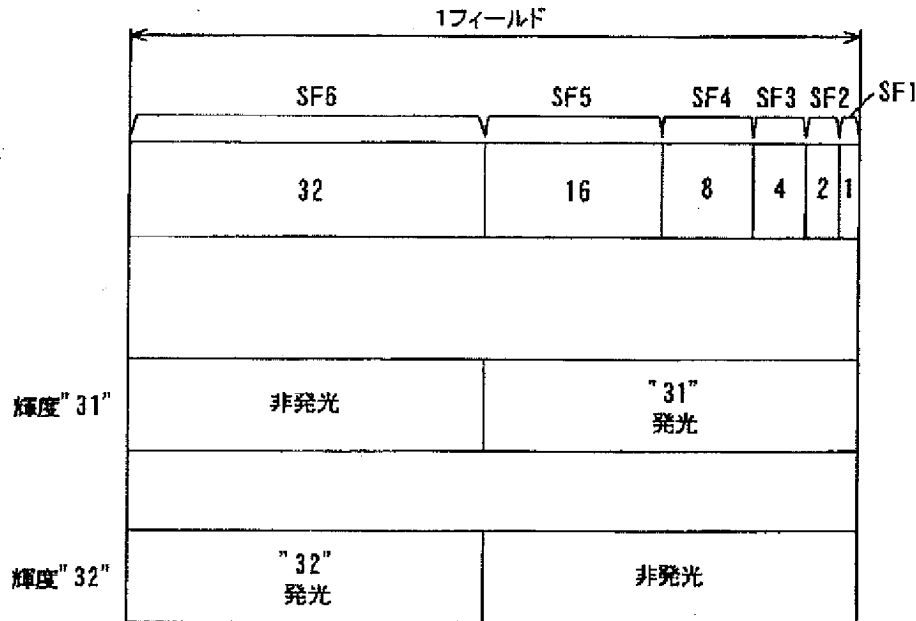 1フィールド
SF6 SF5 SF4 SF3 SF2 SF1
32 16 8 4 2 1
輝度"31" 非発光 "31"
発光
輝度"32" "32"
発光 非発光